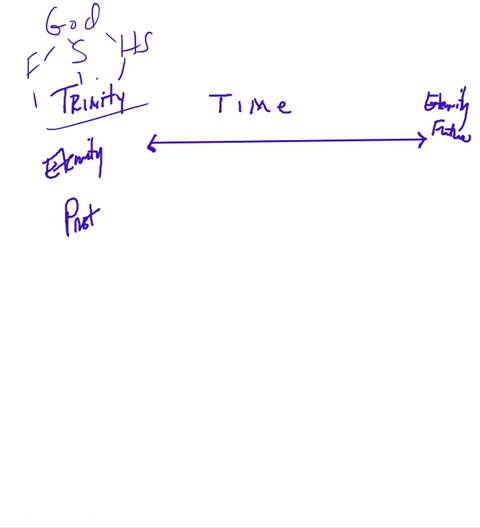 God
F S HS
TRINITY
Eternity
Past
TIME
Eternity
Future